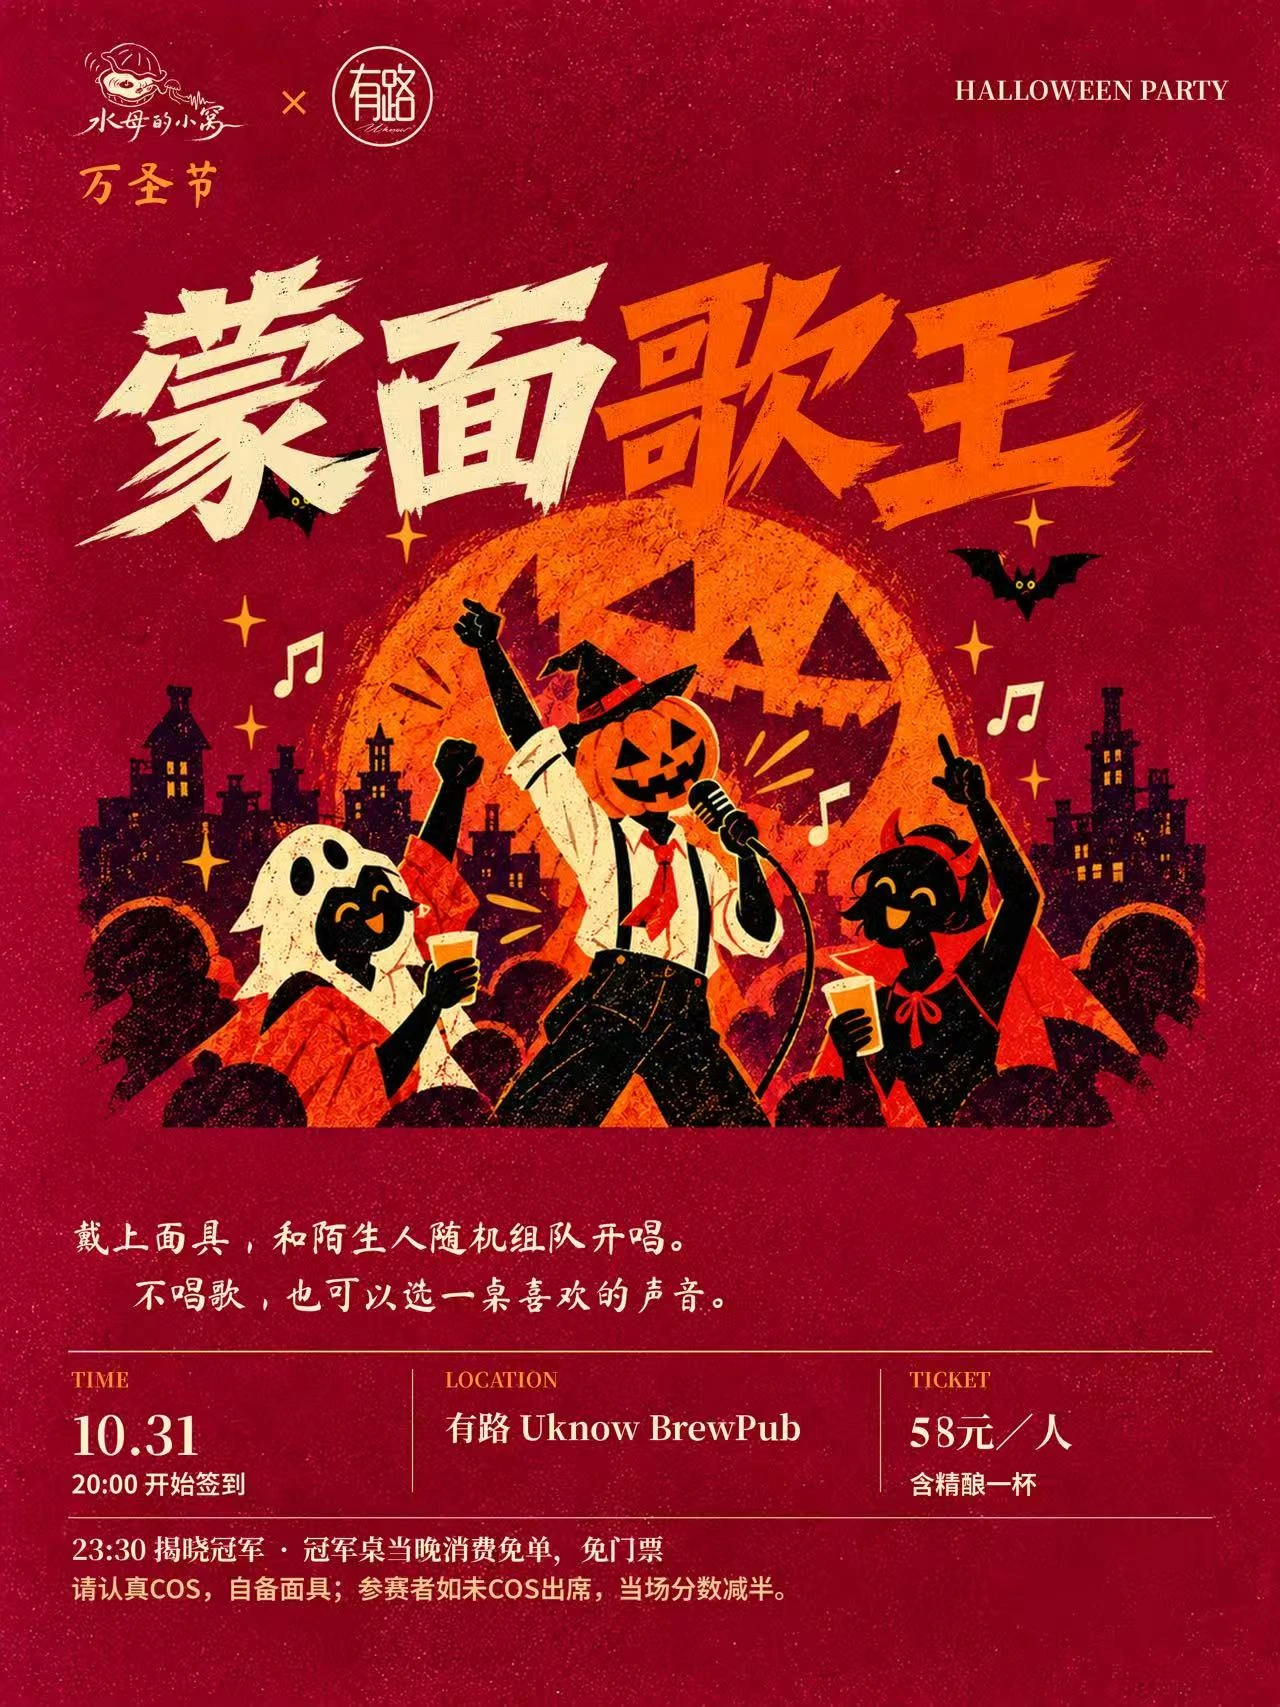 水母的小窝
×
有路
Uknow
HALLOWEEN PARTY
万圣节
蒙面歌王
戴上面具，和陌生人随机组队开唱。
不唱歌，也可以选一桌喜欢的声音。
TIME
10.31
20:00 开始签到
LOCATION
有路 Uknow BrewPub
TICKET
58元／人
含精酿一杯
23:30 揭晓冠军 · 冠军桌当晚消费免单，免门票
请认真COS，自备面具；参赛者如未COS出席，当场分数减半。